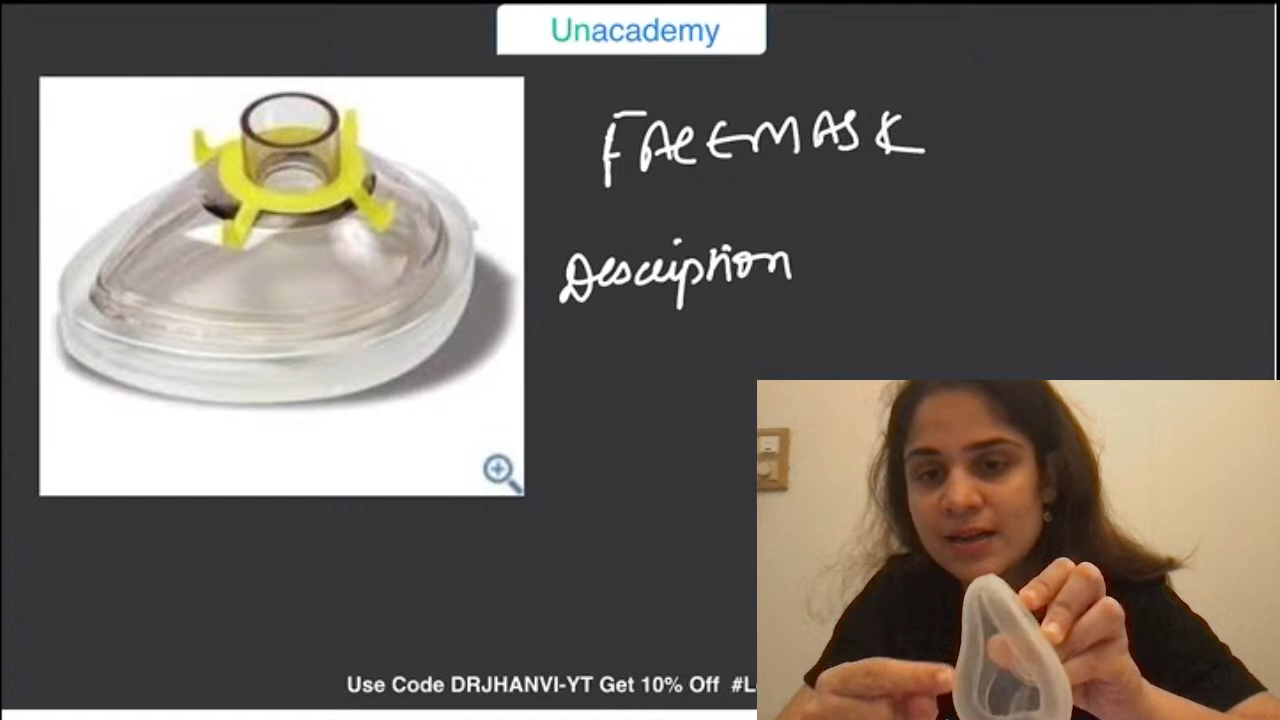 Unacademy
FACEMASK
Description
Use Code DRJHANVI-YT Get 10% Off #L